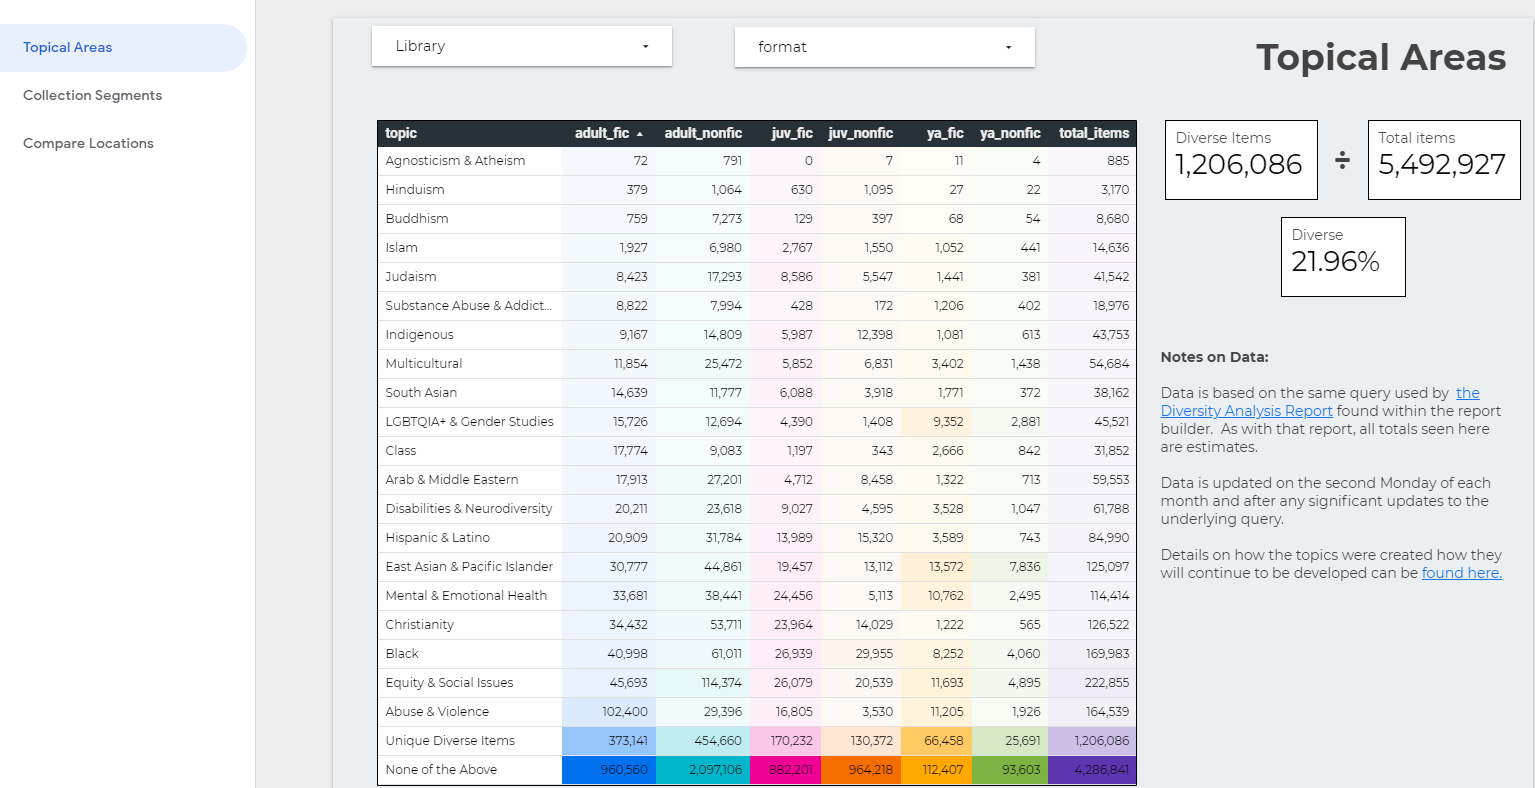 Topical Areas
Collection Segments
Compare Locations
Library
format
Topical Areas
topic adult_fic adult_nonfic juv_fic juv_nonfic ya_fic ya_nonfic total_items
Agnosticism & Atheism 72 791 0 7 11 4 885
Hinduism 379 1,064 630 1,095 27 22 3,170
Buddhism 759 7,273 129 397 68 54 8,680
Islam 1,927 6,980 2,767 1,550 1,052 441 14,636
Judaism 8,423 17,293 8,586 5,547 1,441 381 41,542
Substance Abuse & Addict... 8,822 7,994 428 172 1,206 402 18,976
Indigenous 9,167 14,809 5,987 12,398 1,081 613 43,753
Multicultural 11,854 25,472 5,852 6,831 3,402 1,438 54,684
South Asian 14,639 11,777 6,088 3,918 1,771 372 38,162
LGBTQIA+ & Gender Studies 15,726 12,694 4,390 1,408 9,352 2,881 45,521
Class 17,774 9,083 1,197 343 2,666 842 31,852
Arab & Middle Eastern 17,913 27,201 4,712 8,458 1,322 713 59,553
Disabilities & Neurodiversity 20,211 23,618 9,027 4,595 3,528 1,047 61,788
Hispanic & Latino 20,909 31,784 13,989 15,320 3,589 743 84,990
East Asian & Pacific Islander 30,777 44,861 19,457 13,112 13,572 7,836 125,097
Mental & Emotional Health 33,681 38,441 24,456 5,113 10,762 2,495 114,414
Christianity 34,432 53,711 23,964 14,029 1,222 565 126,522
Black 40,998 61,011 26,939 29,955 8,252 4,060 169,983
Equity & Social Issues 45,693 114,374 26,079 20,539 11,693 4,895 222,855
Abuse & Violence 102,400 29,396 16,805 3,530 11,205 1,926 164,539
Unique Diverse Items 373,141 454,660 170,232 130,372 66,458 25,691 1,206,086
None of the Above 960,560 2,097,106 882,201 964,218 112,407 93,603 4,286,841
Diverse Items
1,206,086
÷
Total items
5,492,927
Diverse
21.96%
Notes on Data:
Data is based on the same query used by the
Diversity Analysis Report found within the report
builder. As with that report, all totals seen here
are estimates.
Data is updated on the second Monday of each
month and after any significant updates to the
underlying query.
Details on how the topics were created how they
will continue to be developed can be found here.